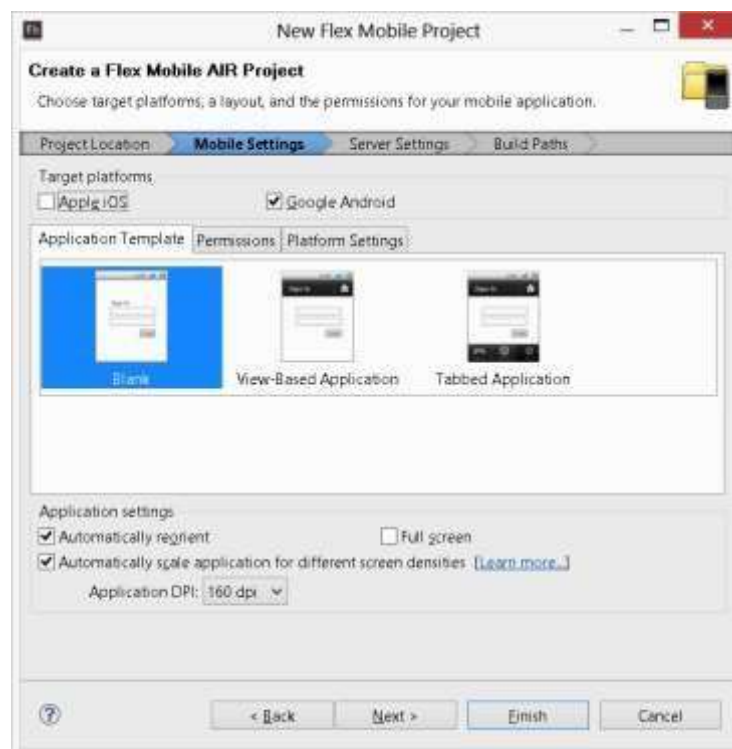 New Flex Mobile Project
Create a Flex Mobile AIR Project
Choose target platforms, a layout, and the permissions for your mobile application.
Project Location Mobile Settings Server Settings Build Paths
Target platforms
Apple iOS Google Android
Application Template Permissions Platform Settings
Blank View-Based Application Tabbed Application
Application settings
Automatically reorient Full screen
Automatically scale application for different screen densities [Learn more...]
Application DPI: 160 dpi
? < Back Next > Finish Cancel